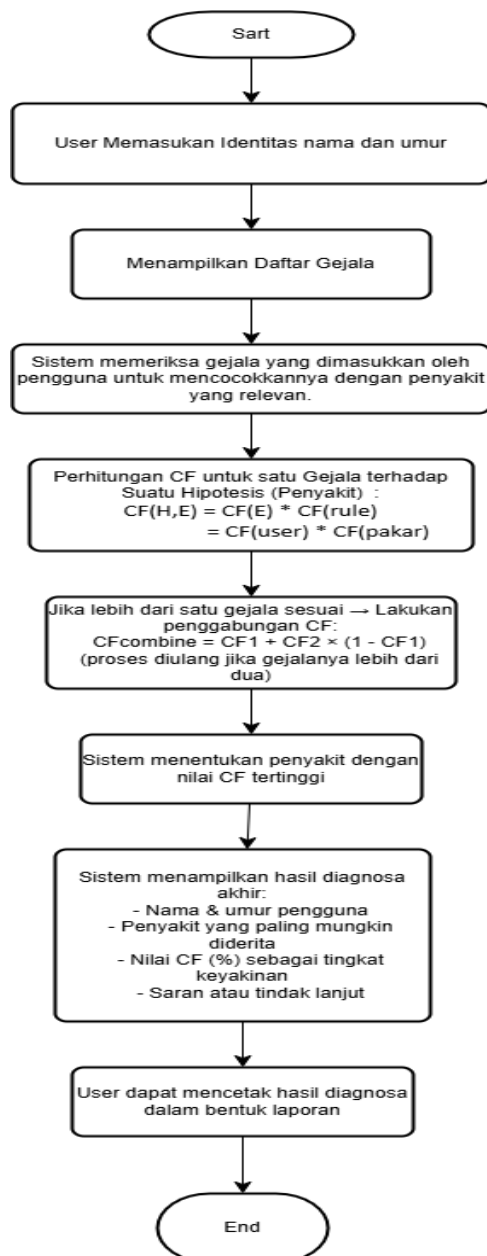 Sart
User Memasukan Identitas nama dan umur
Menampilkan Daftar Gejala
Sistem memeriksa gejala yang dimasukkan oleh
pengguna untuk mencocokkannya dengan penyakit
yang relevan.
Perhitungan CF untuk satu Gejala terhadap
Suatu Hipotesis (Penyakit) :
CF(H,E) = CF(E) * CF(rule)
= CF(user) * CF(pakar)
Jika lebih dari satu gejala sesuai → Lakukan
penggabungan CF:
CFcombine = CF1 + CF2 × (1 - CF1)
(proses diulang jika gejalanya lebih dari
dua)
Sistem menentukan penyakit dengan
nilai CF tertinggi
Sistem menampilkan hasil diagnosa
akhir:
- Nama & umur pengguna
- Penyakit yang paling mungkin
diderita
- Nilai CF (%) sebagai tingkat
keyakinan
- Saran atau tindak lanjut
User dapat mencetak hasil diagnosa
dalam bentuk laporan
End